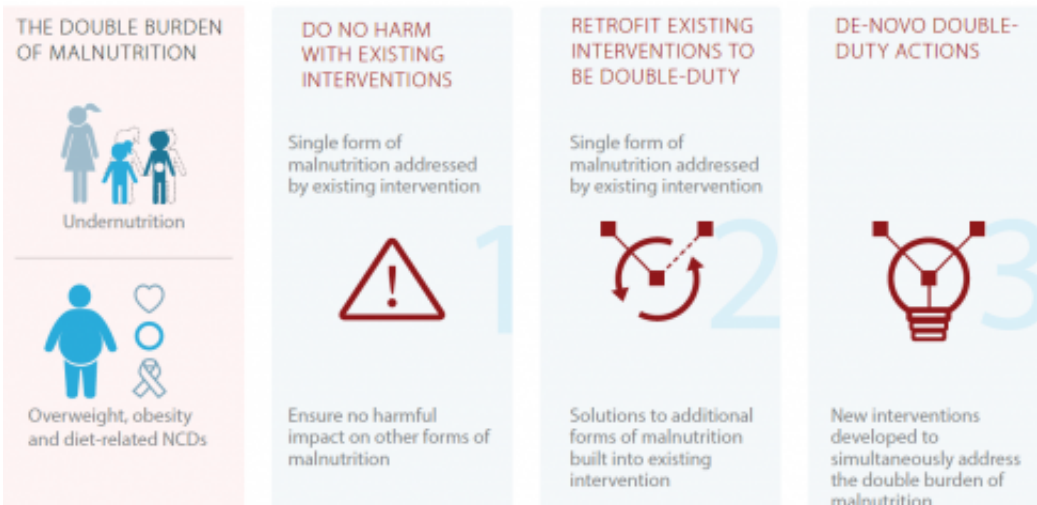 THE DOUBLE BURDEN
OF MALNUTRITION
Undernutrition
Overweight, obesity
and diet-related NCDs
DO NO HARM
WITH EXISTING
INTERVENTIONS
Single form of
malnutrition addressed
by existing intervention
!
1
Ensure no harmful
impact on other forms of
malnutrition
RETROFIT EXISTING
INTERVENTIONS TO
BE DOUBLE-DUTY
Single form of
malnutrition addressed
by existing intervention
2
Solutions to additional
forms of malnutrition
built into existing
intervention
DE-NOVO DOUBLE-
DUTY ACTIONS
3
New interventions
developed to
simultaneously address
the double burden of
malnutrition